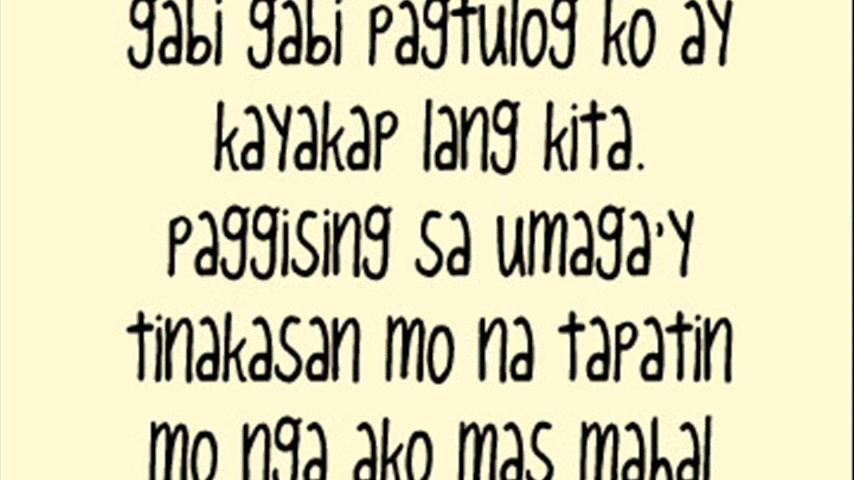 gabi gabi pagtulog ko ay
kayakap lang kita.
paggising sa umaga'y
tinakasan mo na tapatin
mo nga ako mas mahal